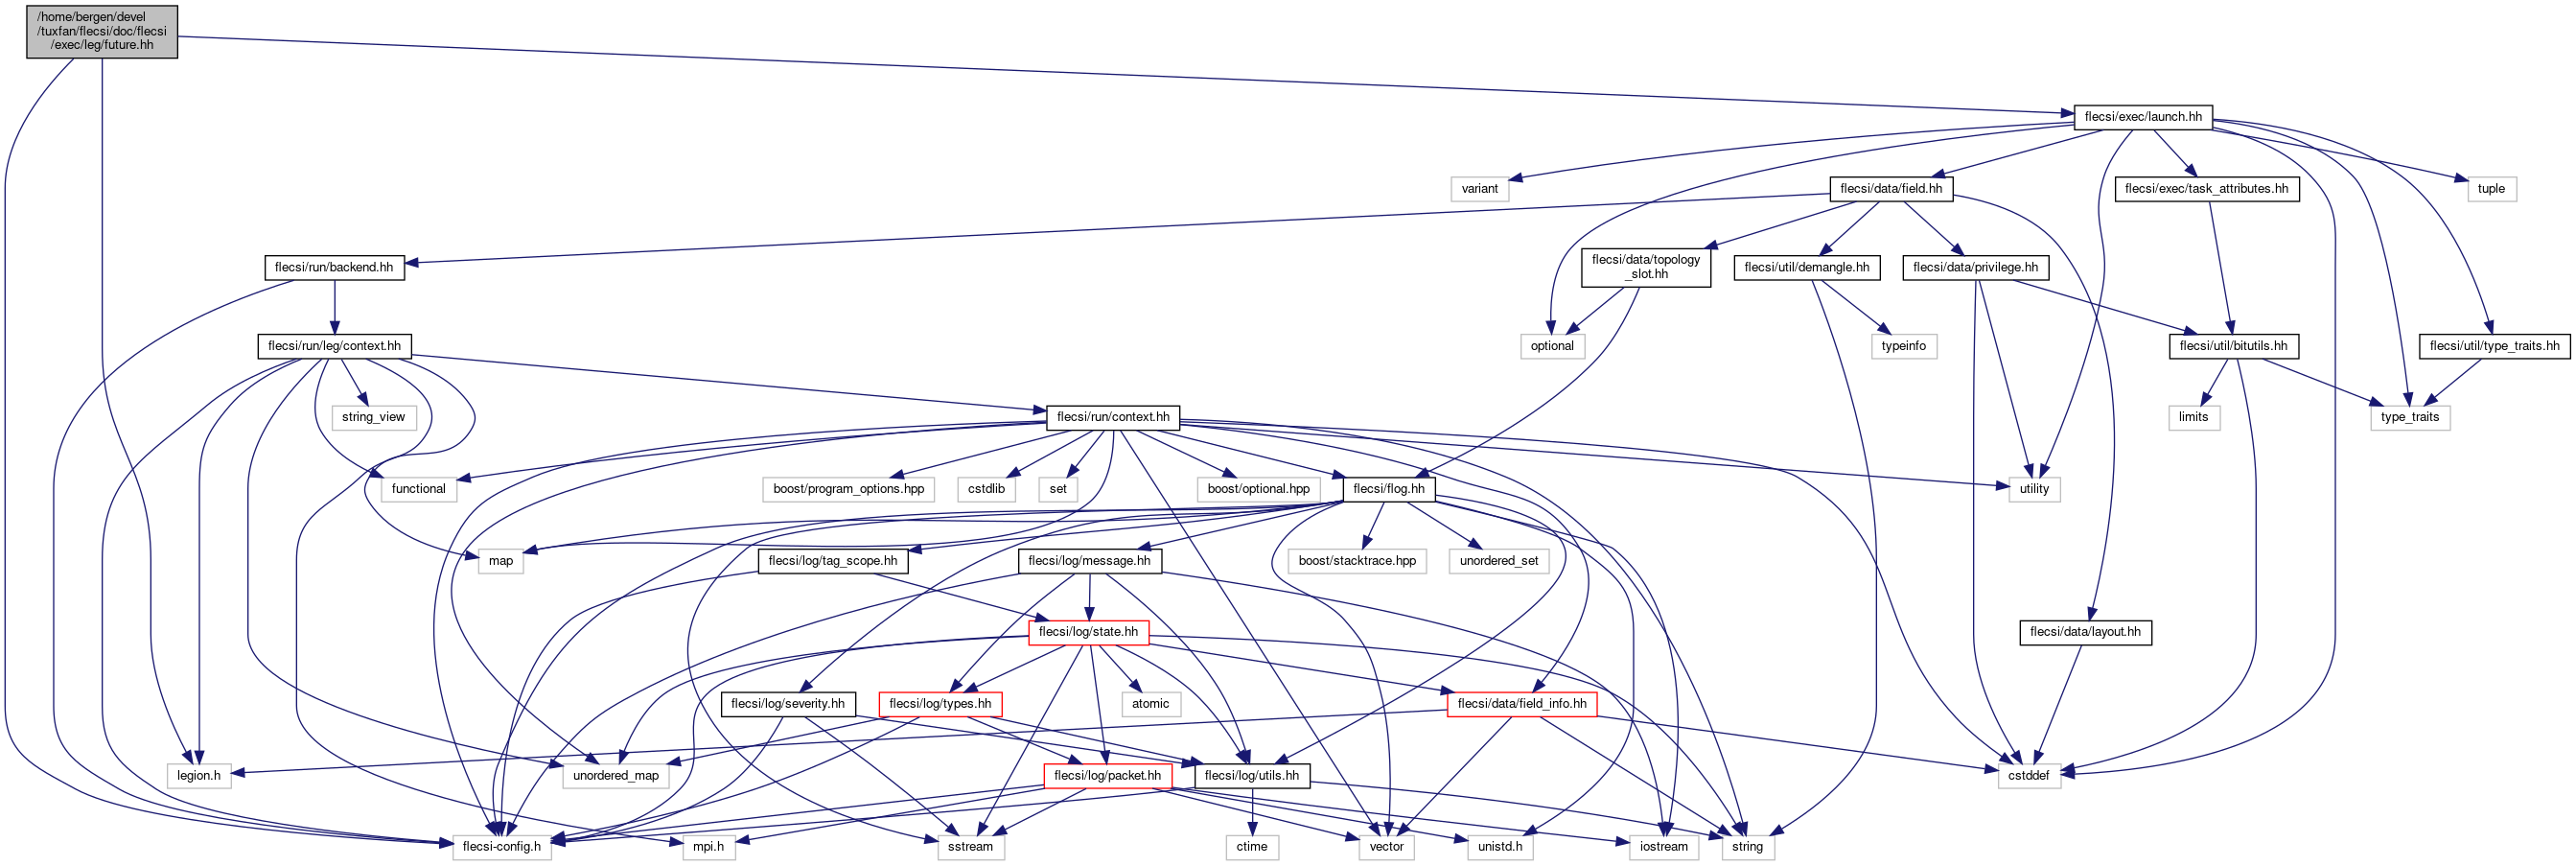 /home/bergen/devel
/tuxfan/flecsi/doc/flecsi
/exec/leg/future.hh
flecsi/exec/launch.hh
variant
flecsi/data/field.hh
flecsi/exec/task_attributes.hh
tuple
flecsi/run/backend.hh
flecsi/data/topology
_slot.hh
flecsi/util/demangle.hh
flecsi/data/privilege.hh
flecsi/run/leg/context.hh
optional
typeinfo
flecsi/util/bitutils.hh
flecsi/util/type_traits.hh
string_view
flecsi/run/context.hh
limits
type_traits
functional
boost/program_options.hpp
cstdlib
set
boost/optional.hpp
flecsi/flog.hh
utility
map
flecsi/log/tag_scope.hh
flecsi/log/message.hh
boost/stacktrace.hpp
unordered_set
flecsi/log/state.hh
flecsi/data/layout.hh
flecsi/log/severity.hh
flecsi/log/types.hh
atomic
flecsi/data/field_info.hh
legion.h
unordered_map
flecsi/log/packet.hh
flecsi/log/utils.hh
cstddef
flecsi-config.h
mpi.h
sstream
ctime
vector
unistd.h
iostream
string